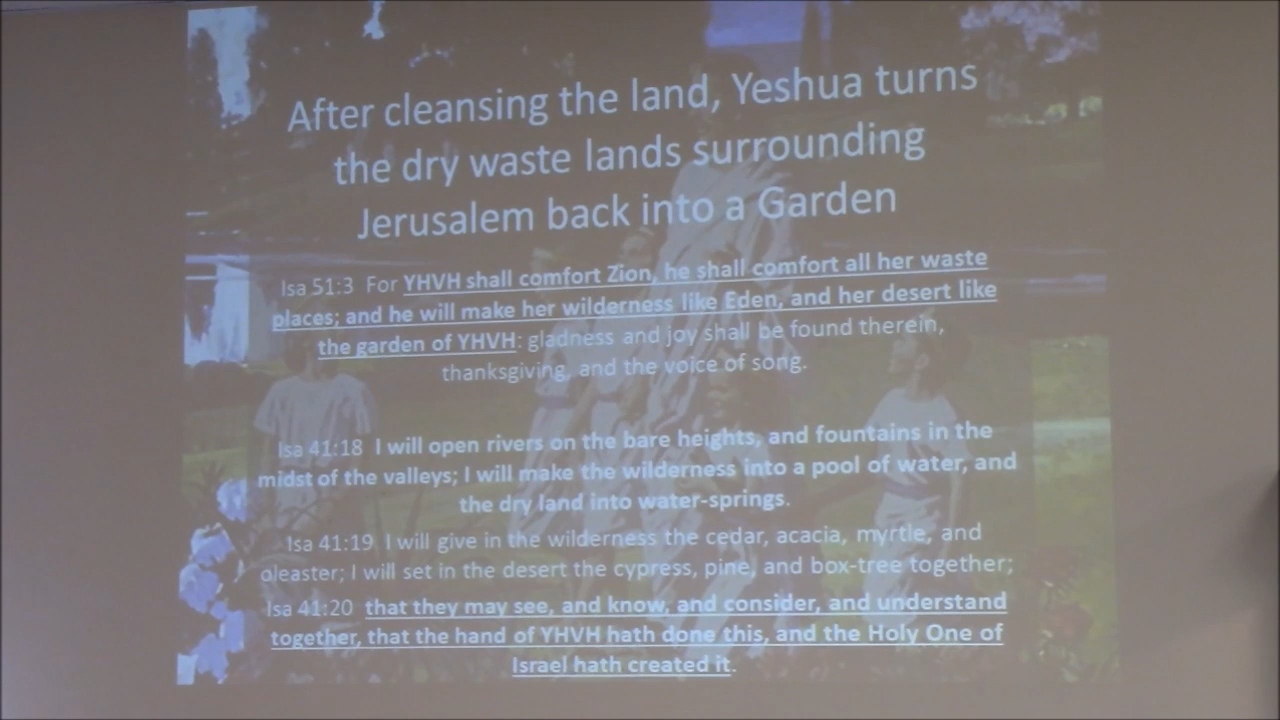 After cleansing the land, Yeshua turns
the dry waste lands surrounding
Jerusalem back into a Garden
Isa 51:3 For YHVH shall comfort Zion, he shall comfort all her waste
places; and he will make her wilderness like Eden, and her desert like
the garden of YHVH: gladness and joy shall be found therein,
thanksgiving, and the voice of song.
Isa 41:18 I will open rivers on the bare heights, and fountains in the
midst of the valleys; I will make the wilderness into a pool of water, and
the dry land into water-springs.
Isa 41:19 I will give in the wilderness the cedar, acacia, myrtle, and
oleaster; I will set in the desert the cypress, pine, and box-tree together;
Isa 41:20 that they may see, and know, and consider, and understand
together, that the hand of YHVH hath done this, and the Holy One of
Israel hath created it.